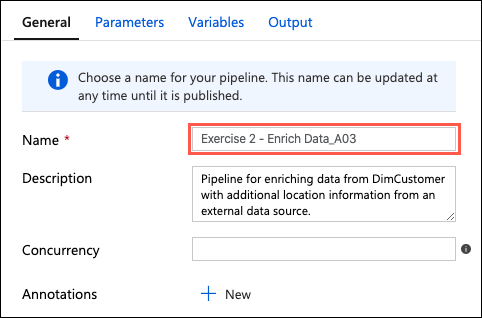 General Parameters Variables Output
Choose a name for your pipeline. This name can be updated at
any time until it is published.
Name * Exercise 2 - Enrich Data_A03
Description Pipeline for enriching data from DimCustomer
with additional location information from an
external data source.
Concurrency
Annotations + New